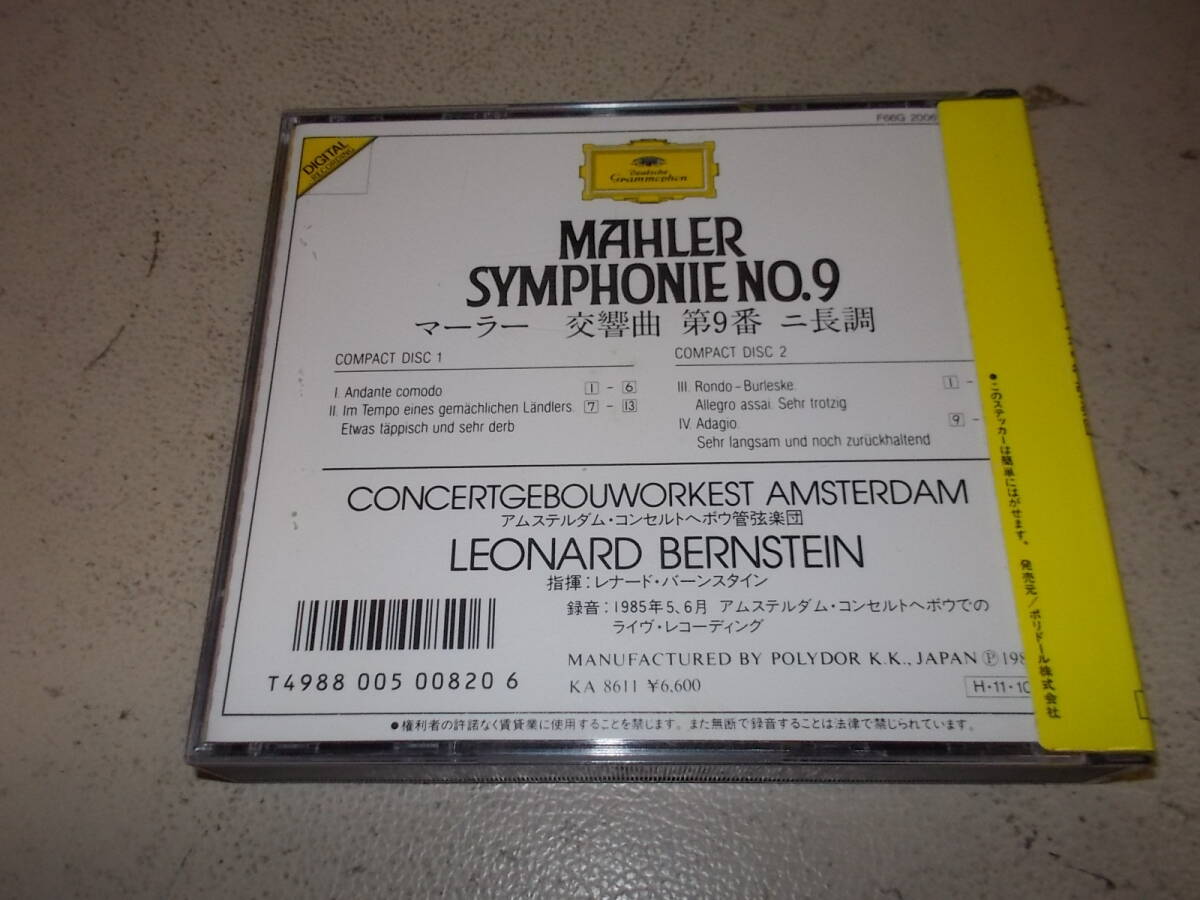 F66G 2006
DIGITAL
RECORDING
Deutsche
Grammophon
MAHLER
SYMPHONIE NO.9
マーラー 交響曲 第9番 ニ長調
COMPACT DISC 1
I. Andante comodo 1 - 6
II. Im Tempo eines gemächlichen Ländlers. 7 - 13
Etwas täppisch und sehr derb
COMPACT DISC 2
III. Rondo-Burleske. 1 -
Allegro assai. Sehr trotzig
IV. Adagio. 9 -
Sehr langsam und noch zurückhaltend
CONCERTGEBOUWORKEST AMSTERDAM
アムステルダム・コンセルトヘボウ管弦楽団
LEONARD BERNSTEIN
指揮:レナード・バーンスタイン
録音:1985年5、6月 アムステルダム・コンセルトヘボウでの
ライヴ・レコーディング
MANUFACTURED BY POLYDOR K.K., JAPAN Ⓟ 198
KA 8611 ¥6,600
H・11・10
T4988 005 00820 6
●権利者の許諾なく賃貸業に使用することを禁じます。また無断で録音することは法律で禁じられています。
●このステッカーは簡単にはがせます。 発売元/ポリドール株式会社